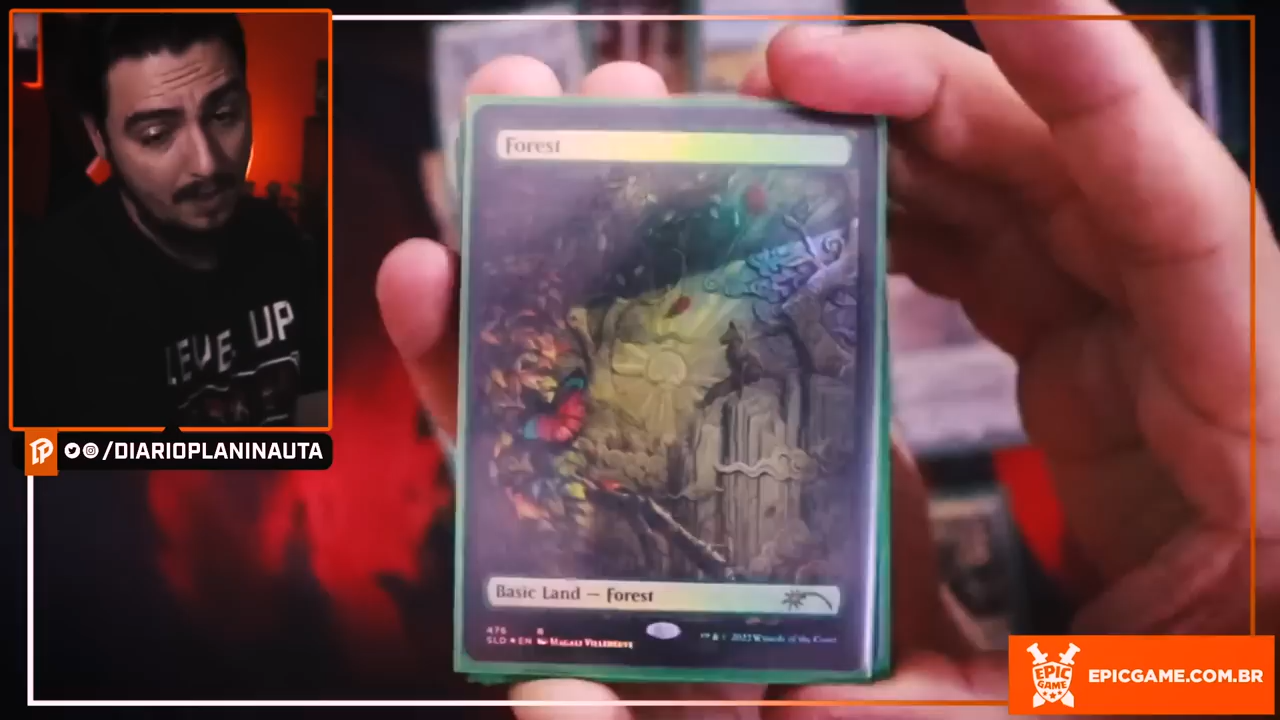 LEVEL UP
/DIARIOPLANINAUTA
Forest
Basic Land — Forest
476 R
SLD ★ EN MAGALI VILLENEUVE
™ & © 2022 Wizards of the Coast
EPIC GAME
EPICGAME.COM.BR